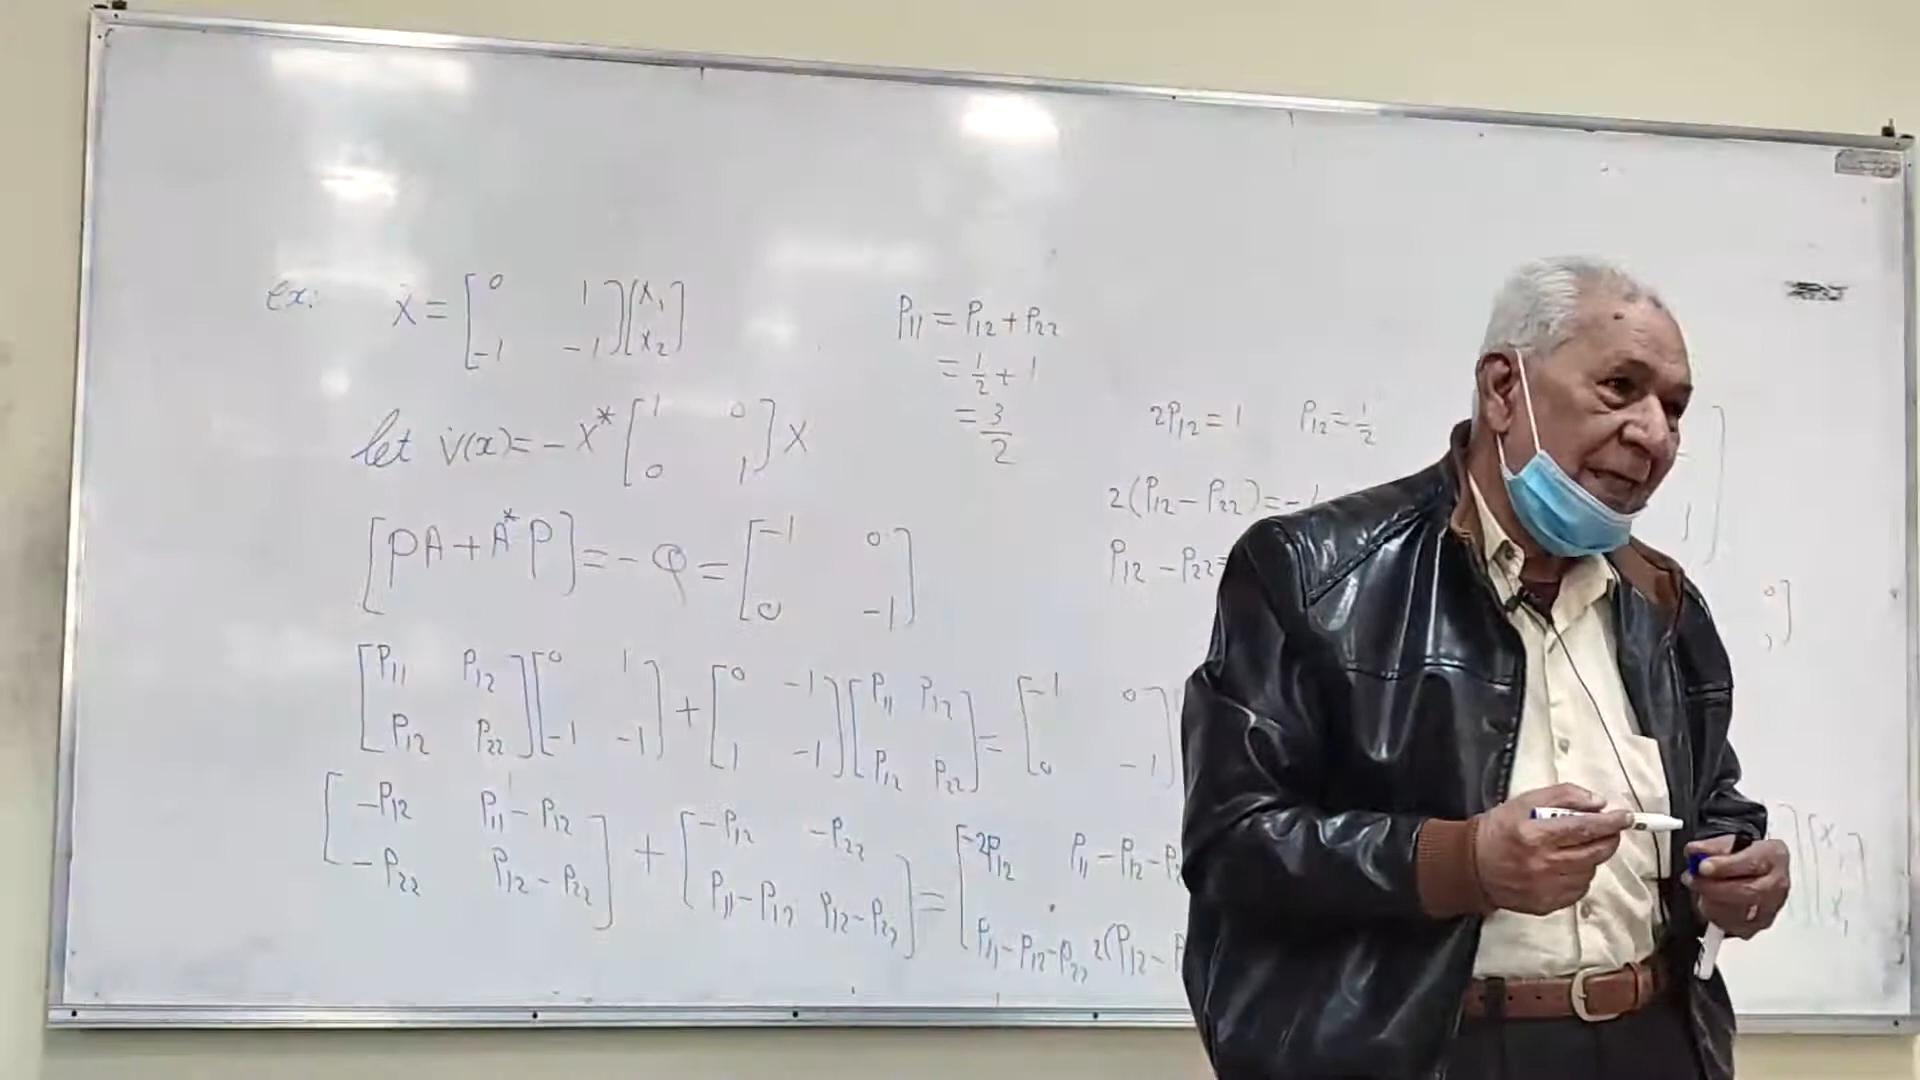 ex: ẋ = [0 1; -1 -1][x₁; x₂]
let v̇(x) = -x* [1 0; 0 1] x
[PA + A*P] = -Q = [-1 0; 0 -1]
[P₁₁ P₁₂; P₁₂ P₂₂][0 1; -1 -1] + [0 -1; 1 -1][P₁₁ P₁₂; P₁₂ P₂₂] = [-1 0; 0 -1]
[-P₁₂ P₁₁-P₁₂; -P₂₂ P₁₂-P₂₂] + [-P₁₂ -P₂₂; P₁₁-P₁₂ P₁₂-P₂₂] = [-2P₁₂ P₁₁-P₁₂-P; P₁₁-P₁₂-P₂₂ 2(P₁₂-P
P₁₁ = P₁₂ + P₂₂
= 1/2 + 1
= 3/2
2P₁₂ = 1 P₁₂ = 1/2
2(P₁₂ - P₂₂) = -1
P₁₂ - P₂₂ =